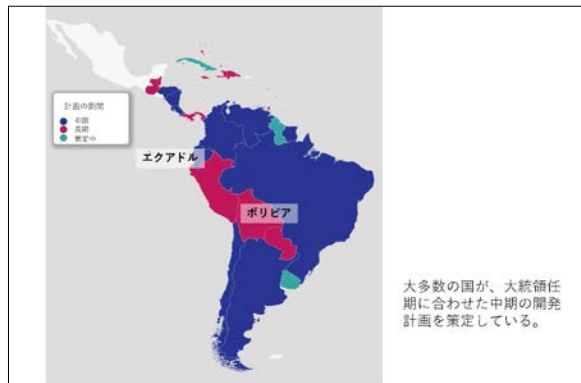 計画の期間
中期
長期
策定中
エクアドル
ボリビア
大多数の国が、大統領任
期に合わせた中期の開発
計画を策定している。